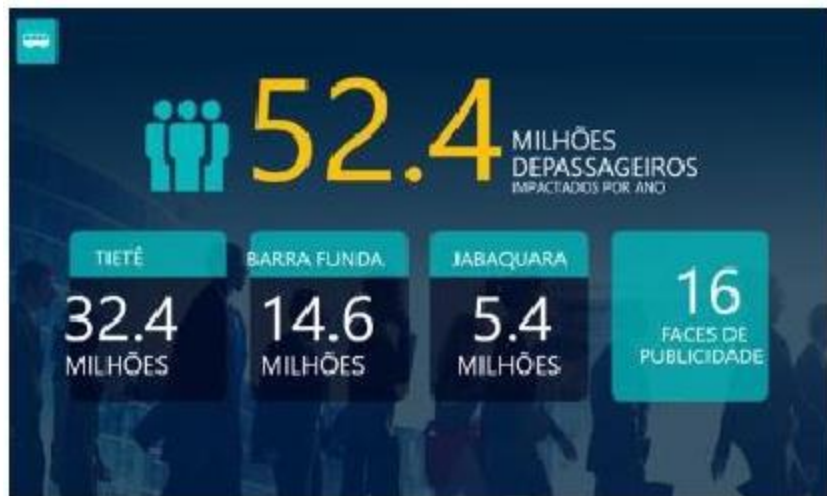 52.4
MILHÕES
DEPASSAGEIROS
IMPACTADOS POR ANO
TIETÊ
32.4
MILHÕES
BARRA FUNDA
14.6
MILHÕES
JABAQUARA
5.4
MILHÕES
16
FACES DE
PUBLICIDADE